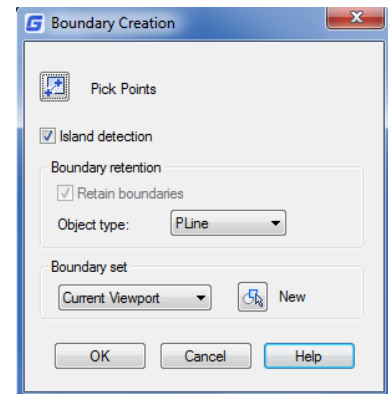 Boundary Creation
Pick Points
Island detection
Boundary retention
Retain boundaries
Object type: PLine
Boundary set
Current Viewport New
OK Cancel Help